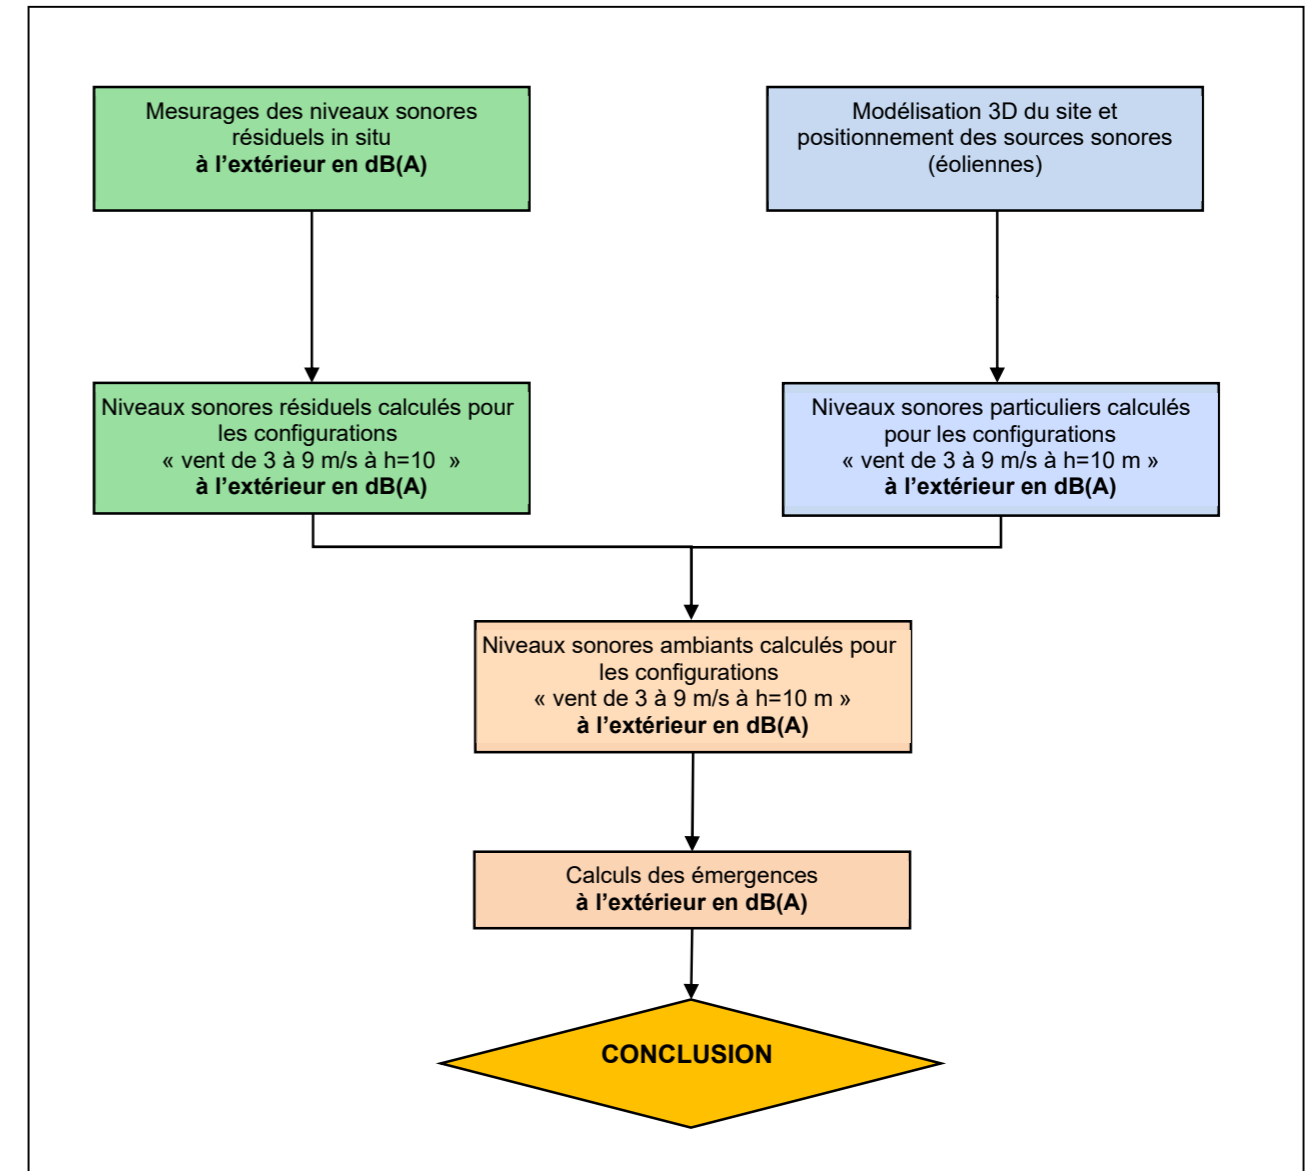 Mesurages des niveaux sonores
résiduels in situ
à l’extérieur en dB(A)
Modélisation 3D du site et
positionnement des sources sonores
(éoliennes)
Niveaux sonores résiduels calculés pour
les configurations
« vent de 3 à 9 m/s à h=10  »
à l’extérieur en dB(A)
Niveaux sonores particuliers calculés
pour les configurations
« vent de 3 à 9 m/s à h=10 m »
à l’extérieur en dB(A)
Niveaux sonores ambiants calculés pour
les configurations
« vent de 3 à 9 m/s à h=10 m »
à l’extérieur en dB(A)
Calculs des émergences
à l’extérieur en dB(A)
CONCLUSION